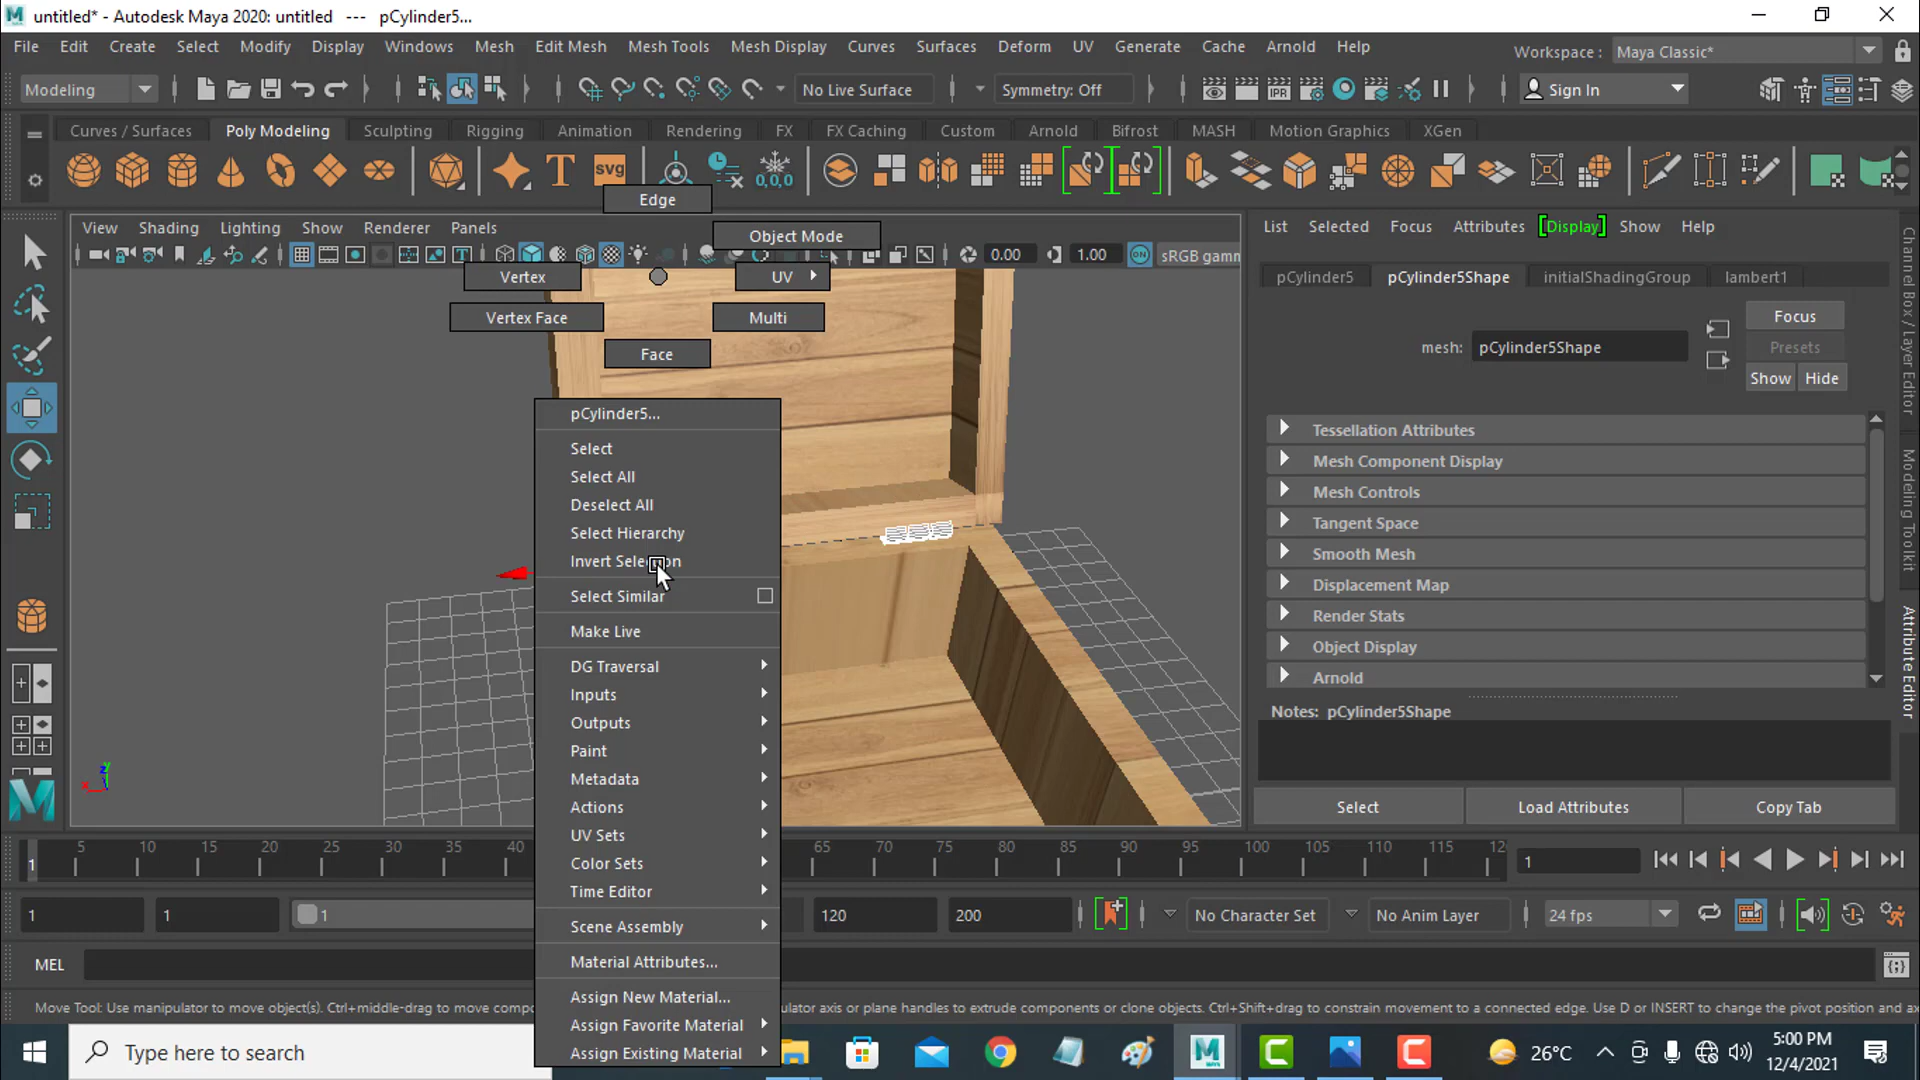 untitled* - Autodesk Maya 2020: untitled --- pCylinder5...
File Edit Create Select Modify Display Windows Mesh Edit Mesh Mesh Tools Mesh Display Curves Surfaces Deform UV Generate Cache Arnold Help
Workspace : Maya Classic*
Modeling No Live Surface Symmetry: Off IPR Sign In
Curves / Surfaces Poly Modeling Sculpting Rigging Animation Rendering FX FX Caching Custom Arnold Bifrost MASH Motion Graphics XGen
T svg 0,0,0
View Shading Lighting Show Renderer Panels
0.00 1.00 ON sRGB gamm
Edge
Object Mode
Vertex UV
Vertex Face Multi
Face
pCylinder5...
Select
Select All
Deselect All
Select Hierarchy
Invert Selection
Select Similar
Make Live
DG Traversal
Inputs
Outputs
Paint
Metadata
Actions
UV Sets
Color Sets
Time Editor
Scene Assembly
Material Attributes...
Assign New Material...
Assign Favorite Material
Assign Existing Material
List Selected Focus Attributes Display Show Help
pCylinder5 pCylinder5Shape initialShadingGroup lambert1
mesh: pCylinder5Shape
Focus
Presets
Show Hide
Tessellation Attributes
Mesh Component Display
Mesh Controls
Tangent Space
Smooth Mesh
Displacement Map
Render Stats
Object Display
Arnold
Notes: pCylinder5Shape
Select Load Attributes Copy Tab
Channel Box / Layer Editor
Modeling Toolkit
Attribute Editor
1 5 10 15 20 25 30 35 40 65 70 75 80 85 90 95 100 105 110 115 12 1
1 1 1 120 200 No Character Set No Anim Layer 24 fps
MEL
Move Tool: Use manipulator to move object(s). Ctrl+middle-drag to move compo
pulator axis or plane handles to extrude components or clone objects. Ctrl+Shift+drag to constrain movement to a connected edge. Use D or INSERT to change the pivot position and ax
Type here to search
26°C
5:00 PM
12/4/2021